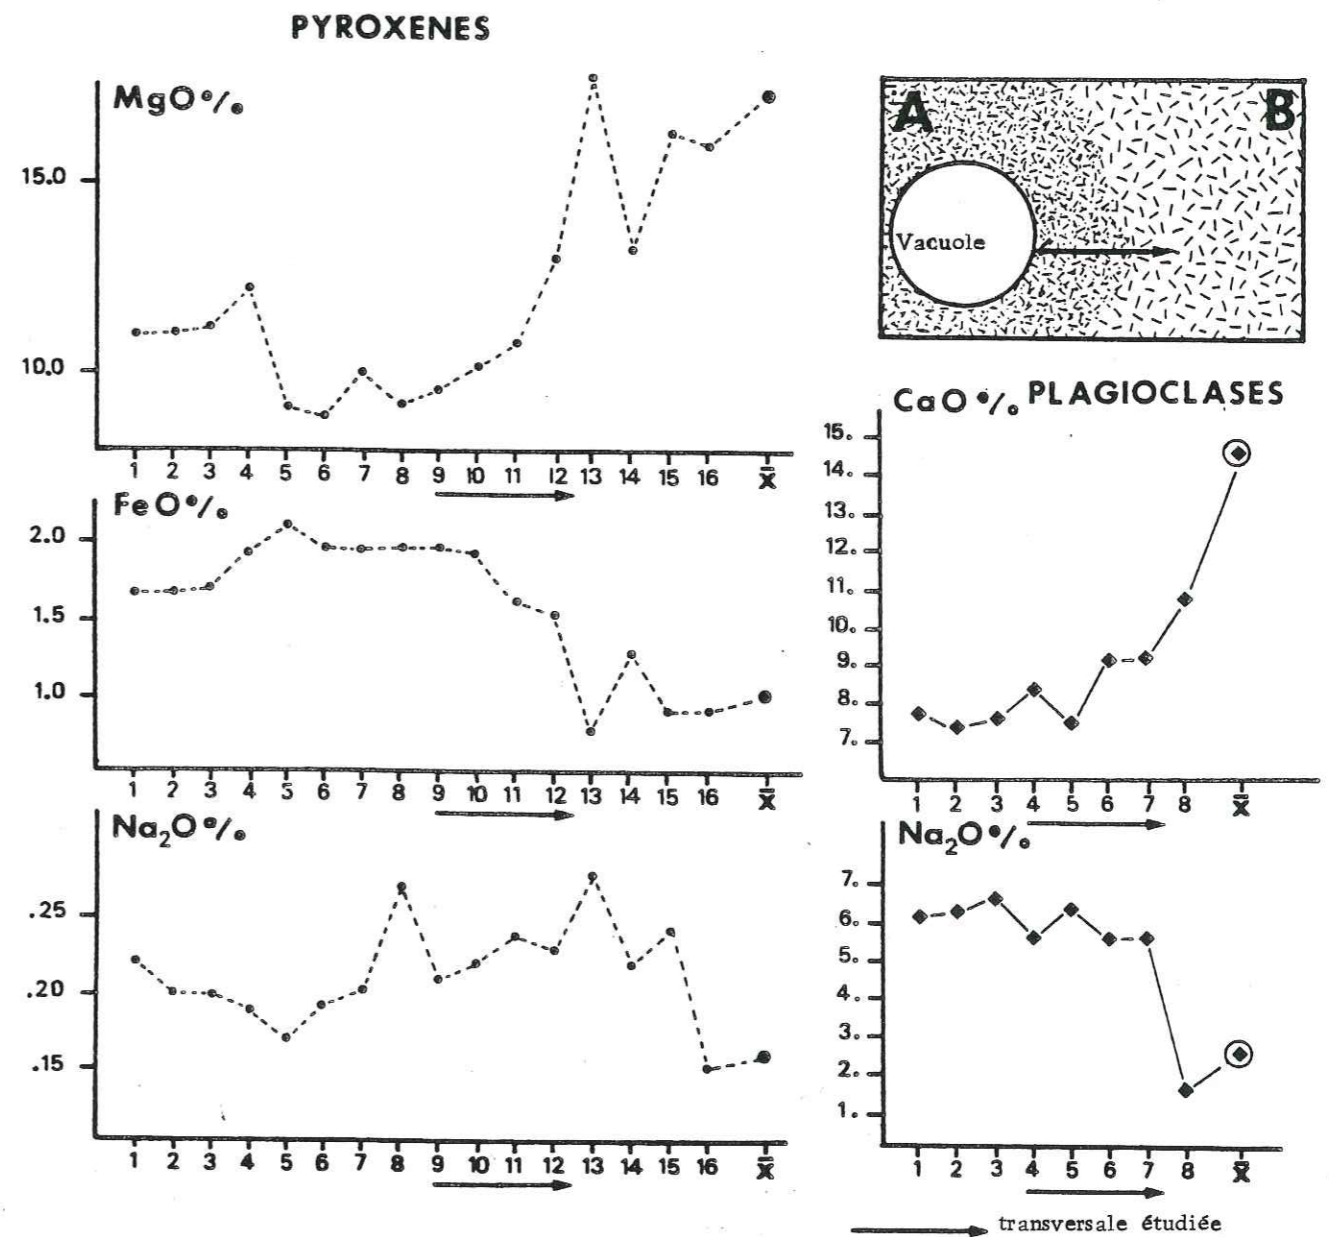 PYROXENES
MgO%
15.0
10.0
1 2 3 4 5 6 7 8 9 10 11 12 13 14 15 16 x̄
FeO%
2.0
1.5
1.0
1 2 3 4 5 6 7 8 9 10 11 12 13 14 15 16 x̄
Na₂O%
.25
.20
.15
1 2 3 4 5 6 7 8 9 10 11 12 13 14 15 16 x̄
A B
Vacuole
CaO% PLAGIOCLASES
15.
14.
13.
12.
11.
10.
9.
8.
7.
1 2 3 4 5 6 7 8 x̄
Na₂O%
7.
6.
5.
4.
3.
2.
1.
1 2 3 4 5 6 7 8 x̄
transversale étudiée